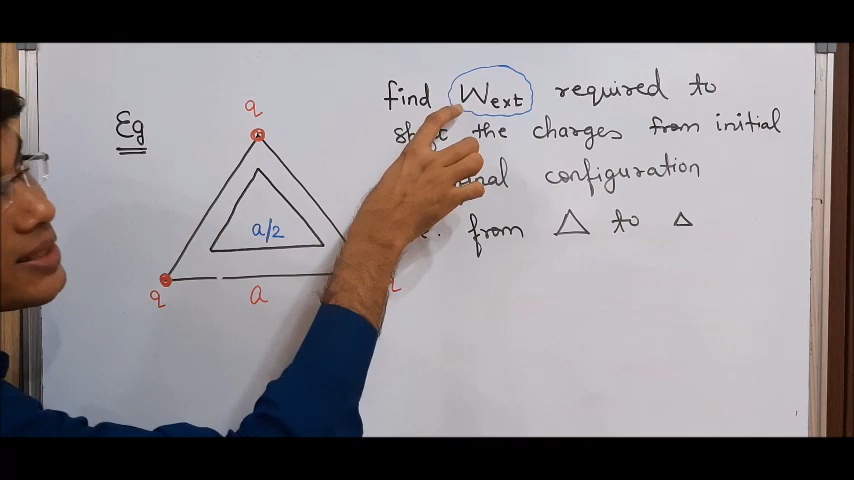 Eg
q
a/2
q
a
q
find Wext required to
the charges from initial
configuration
from △ to △